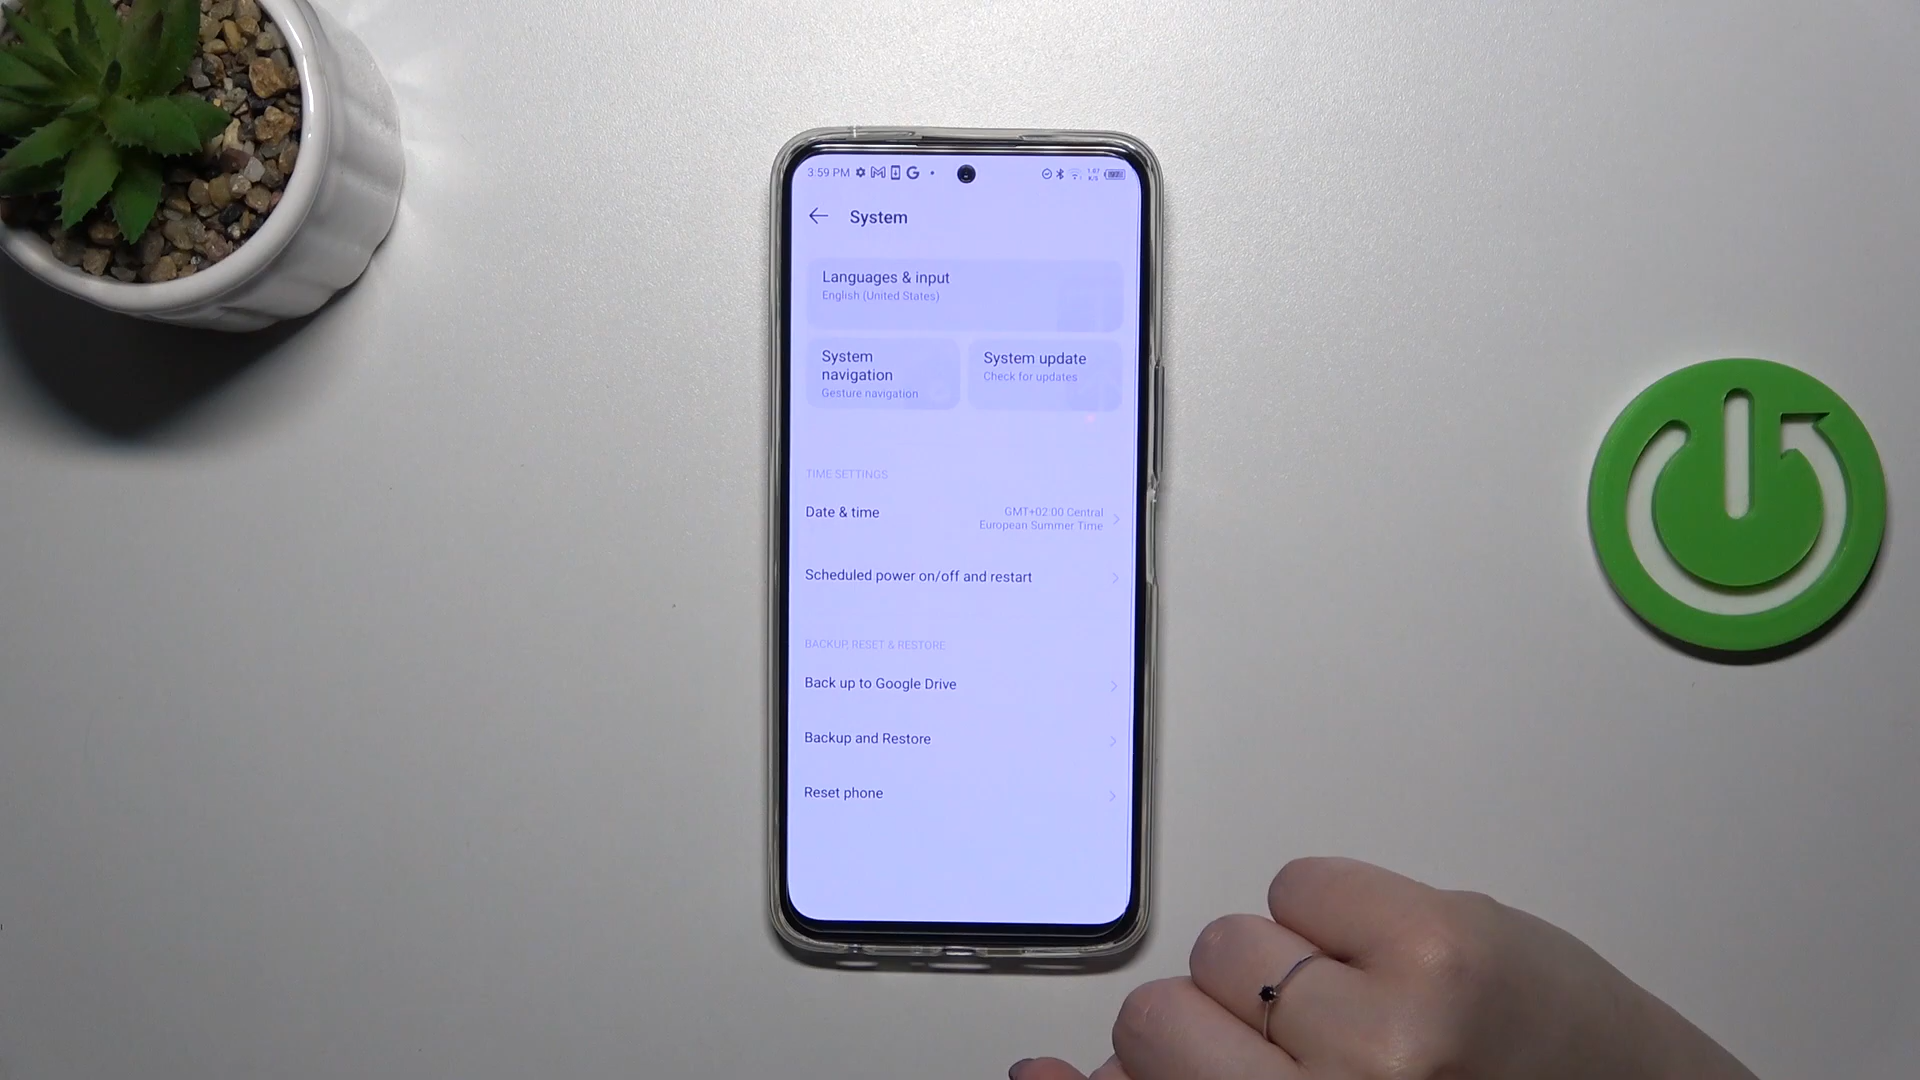 3:59 PM
System
Languages & input
English (United States)
System
navigation
Gesture navigation
System update
Check for updates
TIME SETTINGS
Date & time
GMT+02:00 Central
European Summer Time
Scheduled power on/off and restart
BACKUP, RESET & RESTORE
Back up to Google Drive
Backup and Restore
Reset phone